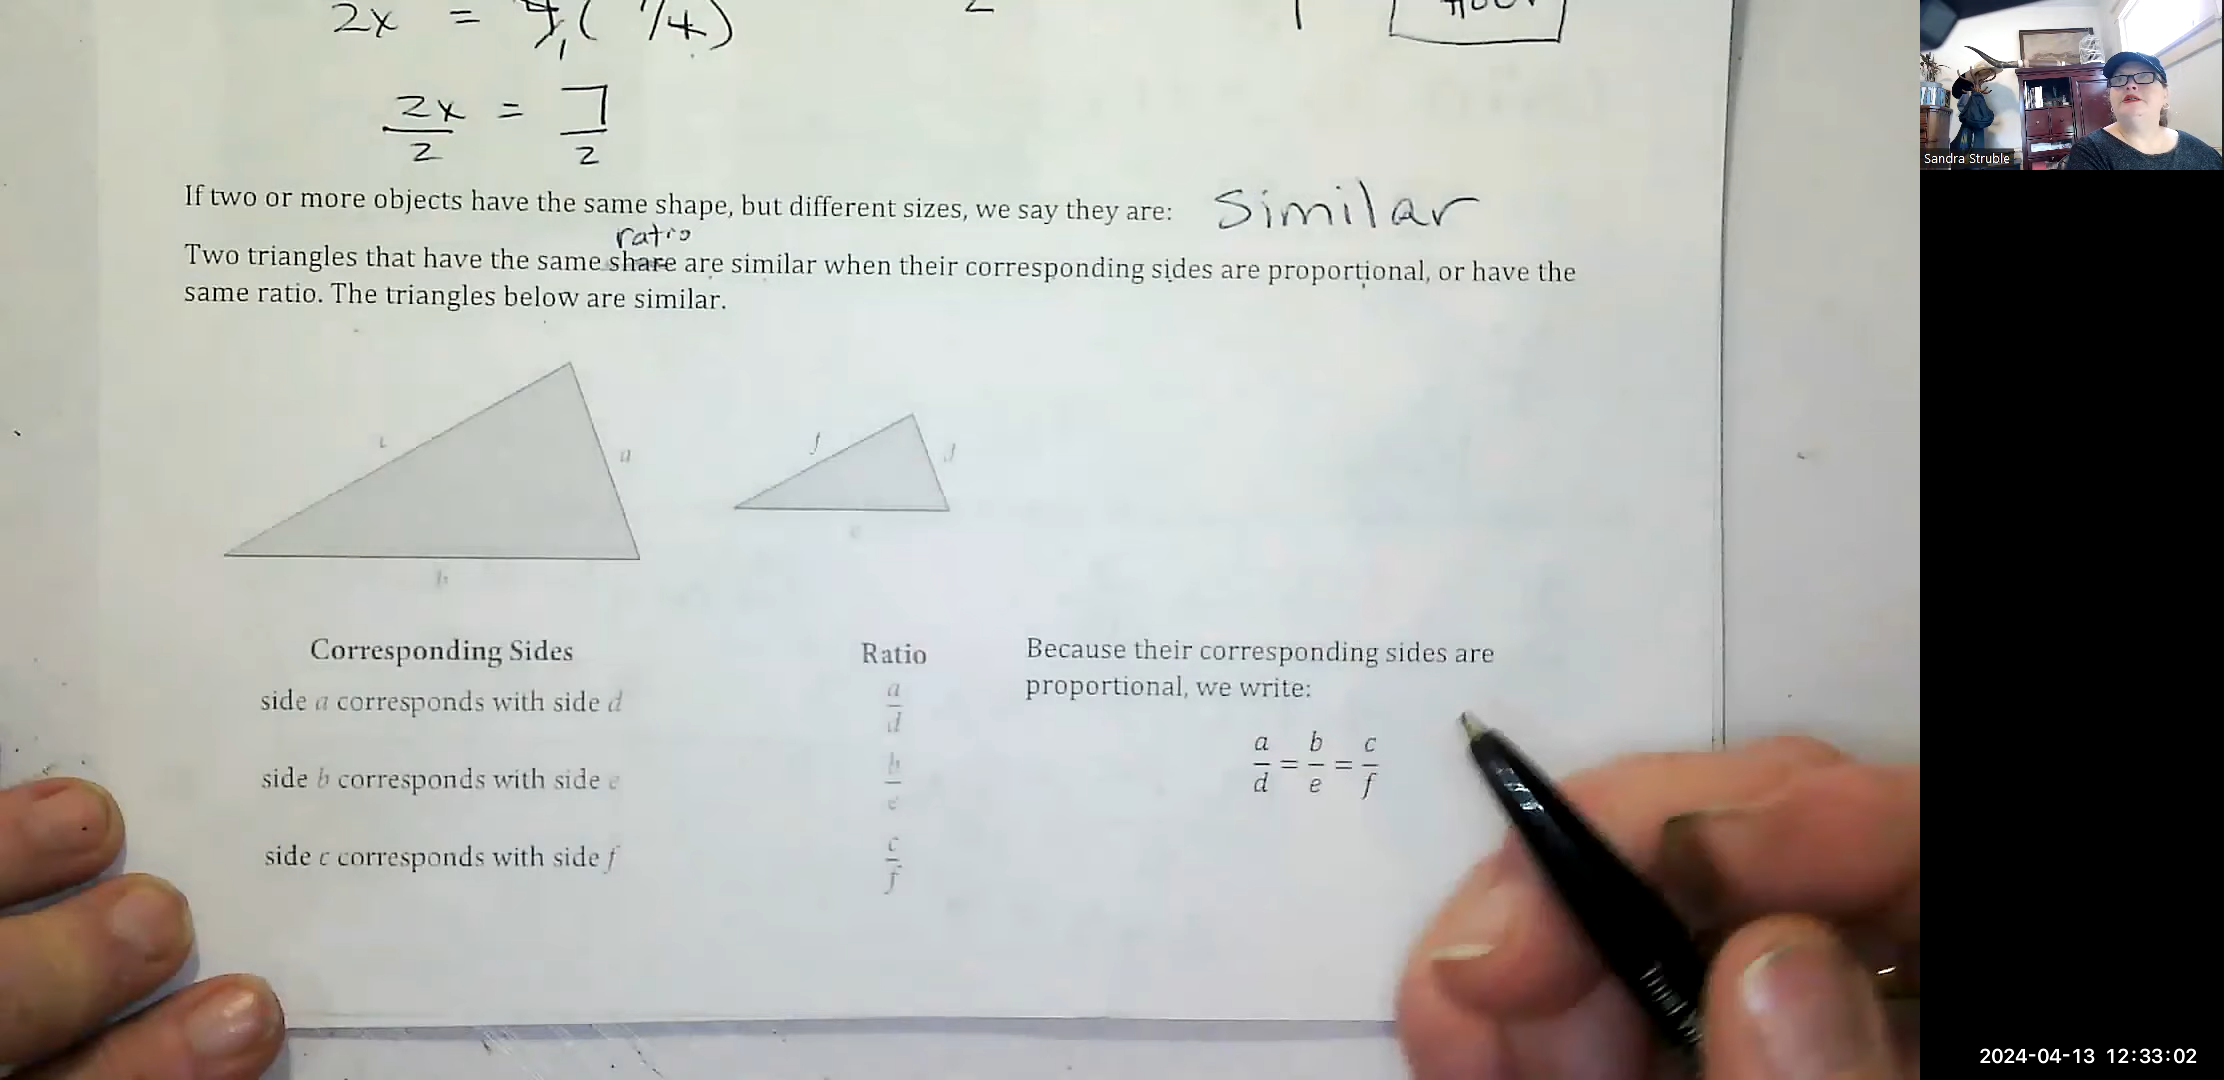 2x = 4, ( 7/4 )
2
2x = 7
2 2
If two or more objects have the same shape, but different sizes, we say they are: Similar
ratio
Two triangles that have the same share are similar when their corresponding sides are proportional, or have the
same ratio. The triangles below are similar.
c a f d
b e
Corresponding Sides
side a corresponds with side d
side b corresponds with side e
side c corresponds with side f
Ratio
a
d
b
e
c
f
Because their corresponding sides are
proportional, we write:
a/d = b/e = c/f
Sandra Struble
2024-04-13 12:33:02